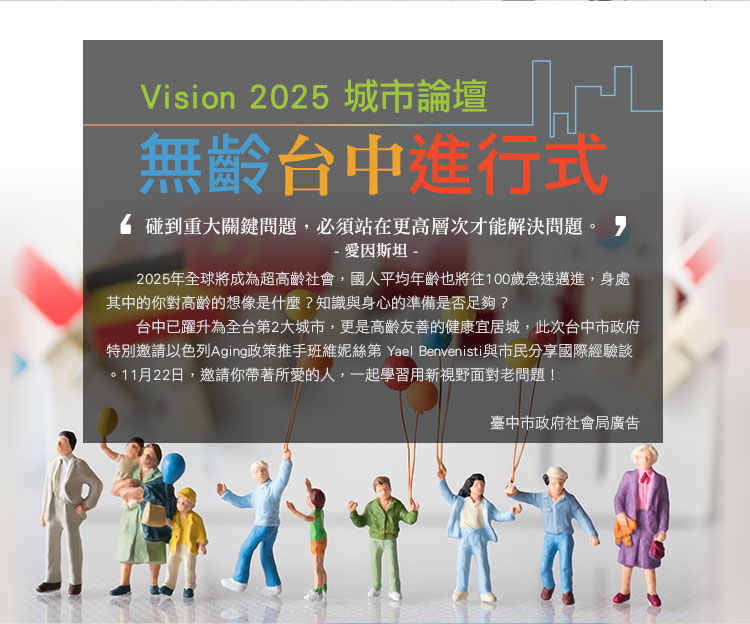 Vision 2025 城市論壇
無齡台中進行式
❛ 碰到重大關鍵問題，必須站在更高層次才能解決問題。 ❜
- 愛因斯坦 -
2025年全球將成為超高齡社會，國人平均年齡也將往100歲急速邁進，身處
其中的你對高齡的想像是什麼？知識與身心的準備是否足夠？
台中已躍升為全台第2大城市，更是高齡友善的健康宜居城，此次台中市政府
特別邀請以色列Aging政策推手班維妮絲第 Yael Benvenisti與市民分享國際經驗談
。11月22日，邀請你帶著所愛的人，一起學習用新視野面對老問題！
臺中市政府社會局廣告